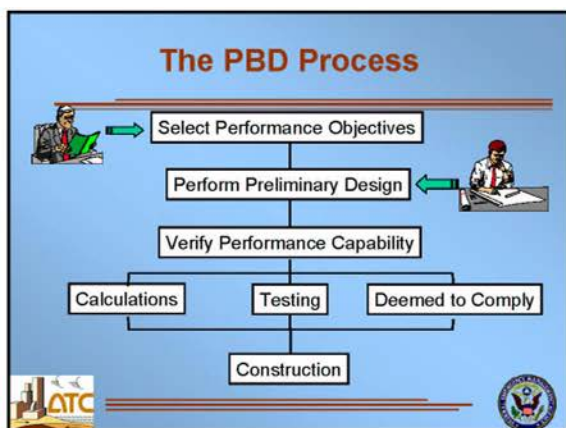 The PBD Process
Select Performance Objectives
Perform Preliminary Design
Verify Performance Capability
Calculations
Testing
Deemed to Comply
Construction
ATC